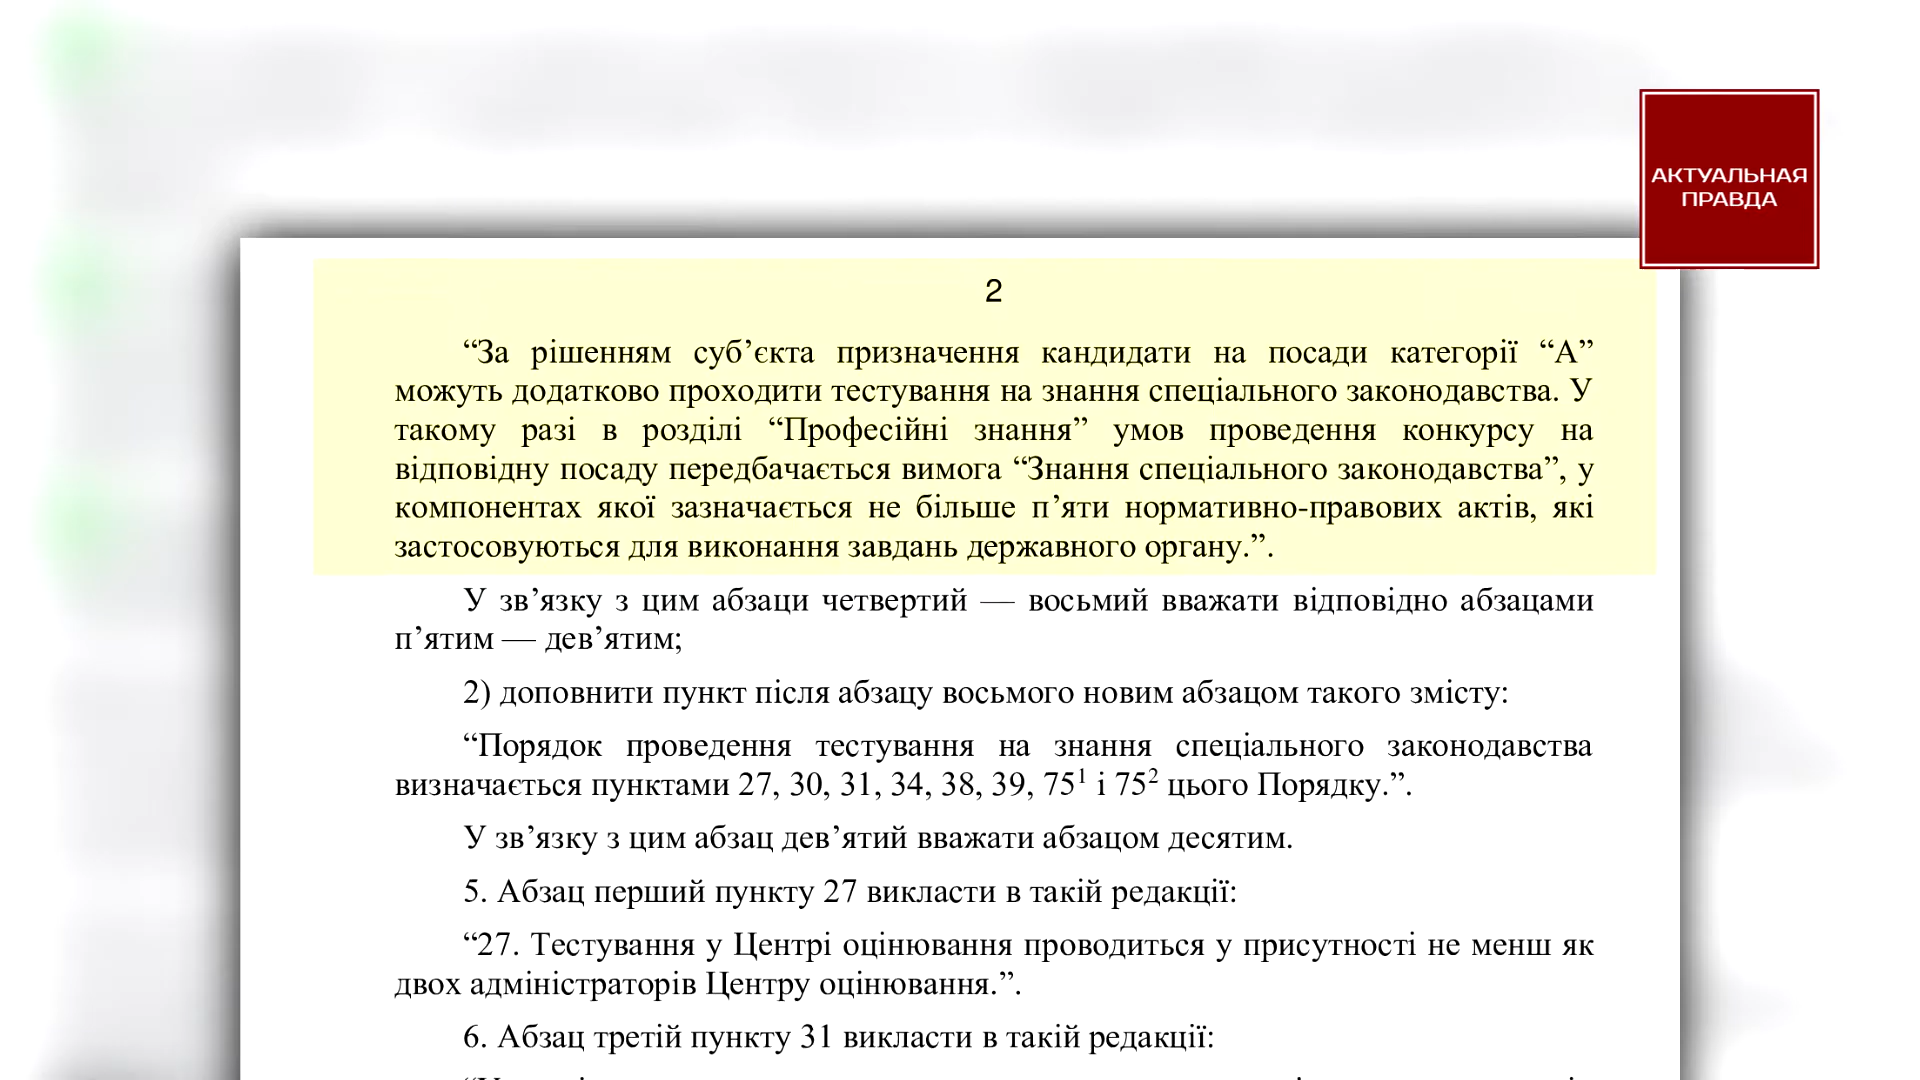 АКТУАЛЬНАЯ
ПРАВДА
2
“За рішенням суб’єкта призначення кандидати на посади категорії “А”
можуть додатково проходити тестування на знання спеціального законодавства. У
такому разі в розділі “Професійні знання” умов проведення конкурсу на
відповідну посаду передбачається вимога “Знання спеціального законодавства”, у
компонентах якої зазначається не більше п’яти нормативно-правових актів, які
застосовуються для виконання завдань державного органу.”.
У зв’язку з цим абзаци четвертий — восьмий вважати відповідно абзацами
п’ятим — дев’ятим;
2) доповнити пункт після абзацу восьмого новим абзацом такого змісту:
“Порядок проведення тестування на знання спеціального законодавства
визначається пунктами 27, 30, 31, 34, 38, 39, 75¹ і 75² цього Порядку.”.
У зв’язку з цим абзац дев’ятий вважати абзацом десятим.
5. Абзац перший пункту 27 викласти в такій редакції:
“27. Тестування у Центрі оцінювання проводиться у присутності не менш як
двох адміністраторів Центру оцінювання.”.
6. Абзац третій пункту 31 викласти в такій редакції: